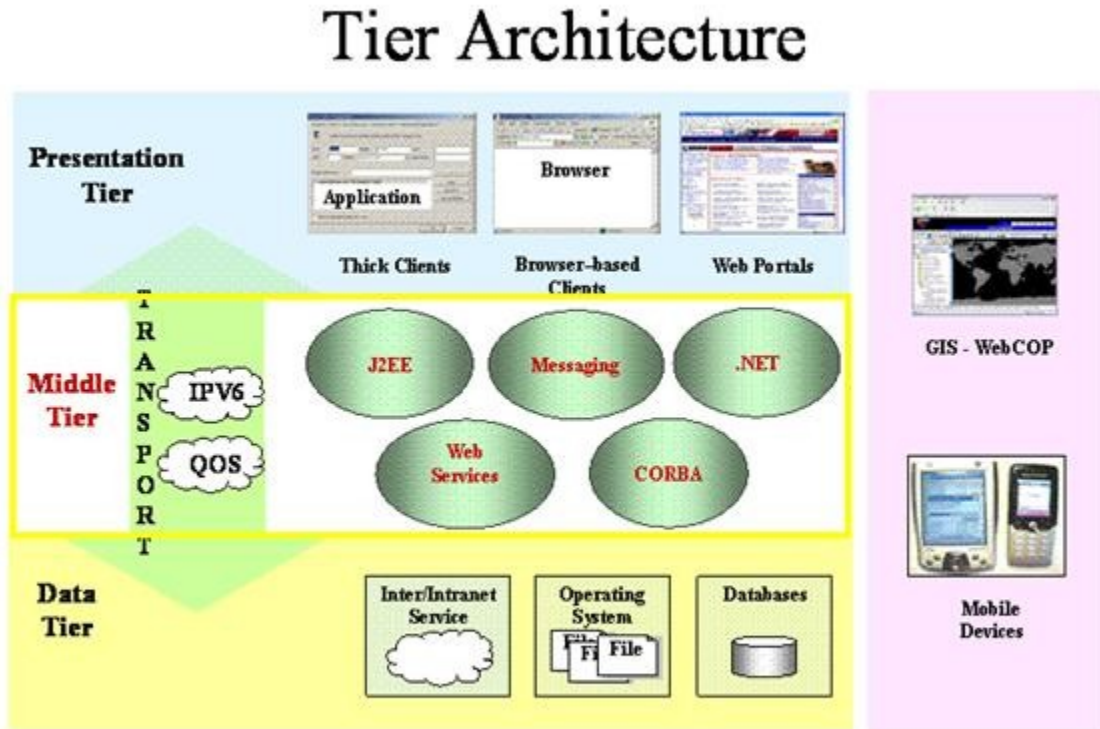 Tier Architecture
Presentation
Tier
Application
Browser
Thick Clients
Browser-based
Clients
Web Portals
TRANSPORT
Middle
Tier
IPV6
QOS
J2EE
Messaging
.NET
Web
Services
CORBA
Data
Tier
Inter/Intranet
Service
Operating
System
File
File
Databases
GIS - WebCOP
Mobile
Devices